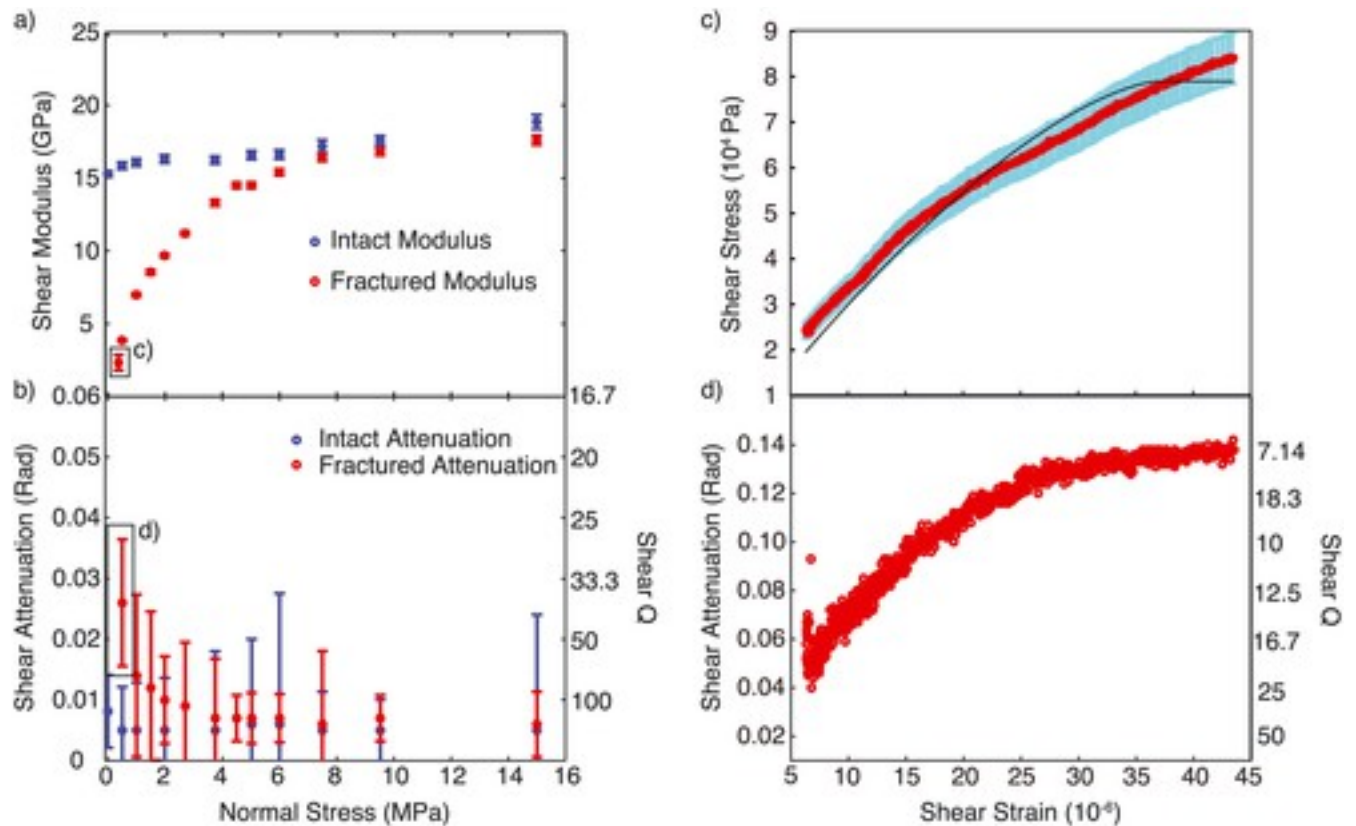 a)
25
20
15
10
5
Shear Modulus (GPa)
Intact Modulus
Fractured Modulus
c)
b)
0.06
0.05
0.04
0.03
0.02
0.01
0
Shear Attenuation (Rad)
Intact Attenuation
Fractured Attenuation
d)
16.7
20
25
33.3
50
100
Shear Q
0 2 4 6 8 10 12 14 16
Normal Stress (MPa)
c)
9
8
7
6
5
4
3
2
1
Shear Stress (10⁴ Pa)
d)
0.14
0.12
0.10
0.08
0.06
0.04
0.01
Shear Attenuation (Rad)
7.14
18.3
10
12.5
16.7
25
50
Shear Q
5 10 15 20 25 30 35 40 45
Shear Strain (10⁻⁶)